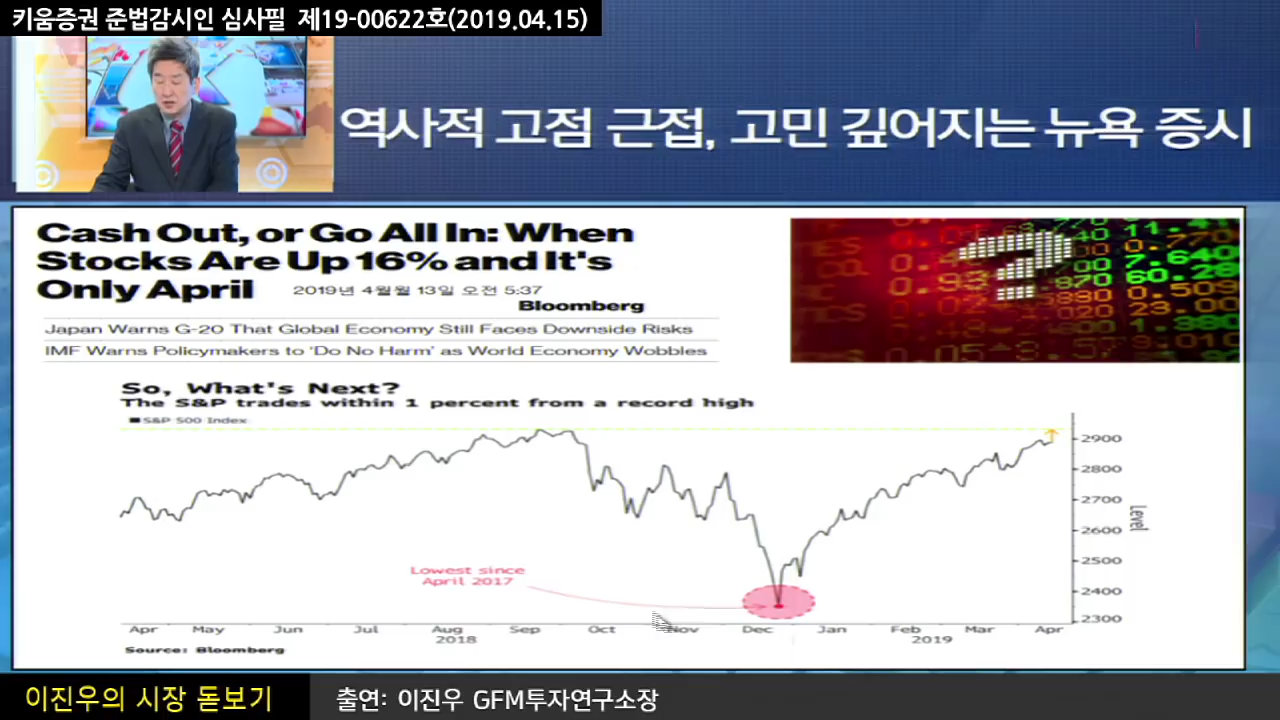 키움증권 준법감시인 심사필 제19-00622호(2019.04.15)
역사적 고점 근접, 고민 깊어지는 뉴욕 증시
Cash Out, or Go All In: When
Stocks Are Up 16% and It's
Only April
2019년 4월월 13일 오전 5:37
Bloomberg
Japan Warns G-20 That Global Economy Still Faces Downside Risks
IMF Warns Policymakers to 'Do No Harm' as World Economy Wobbles
So, What's Next?
The S&P trades within 1 percent from a record high
S&P 500 Index
2900
2800
2700
2600
2500
2400
2300
Level
Lowest since
April 2017
Apr May Jun Jul Aug Sep Oct Nov Dec Jan Feb Mar Apr
2018 2019
Source: Bloomberg
이진우의 시장 돋보기
출연: 이진우 GFM투자연구소장